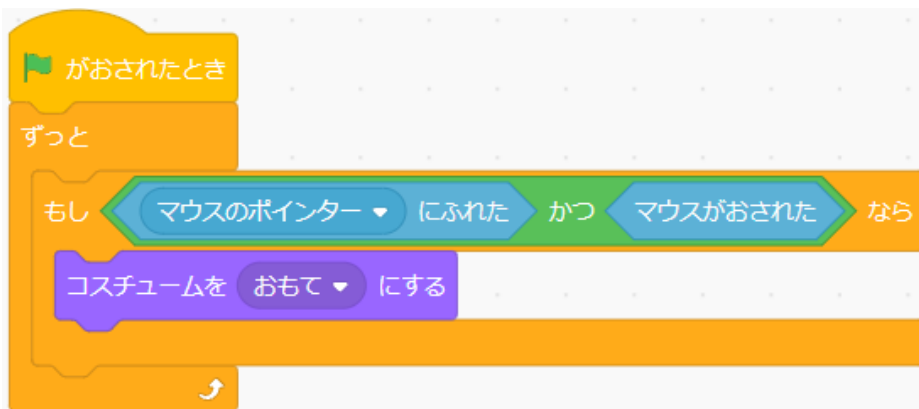 がおされたとき
ずっと
もし マウスのポインター にふれた かつ マウスがおされた なら
コスチュームを おもて にする